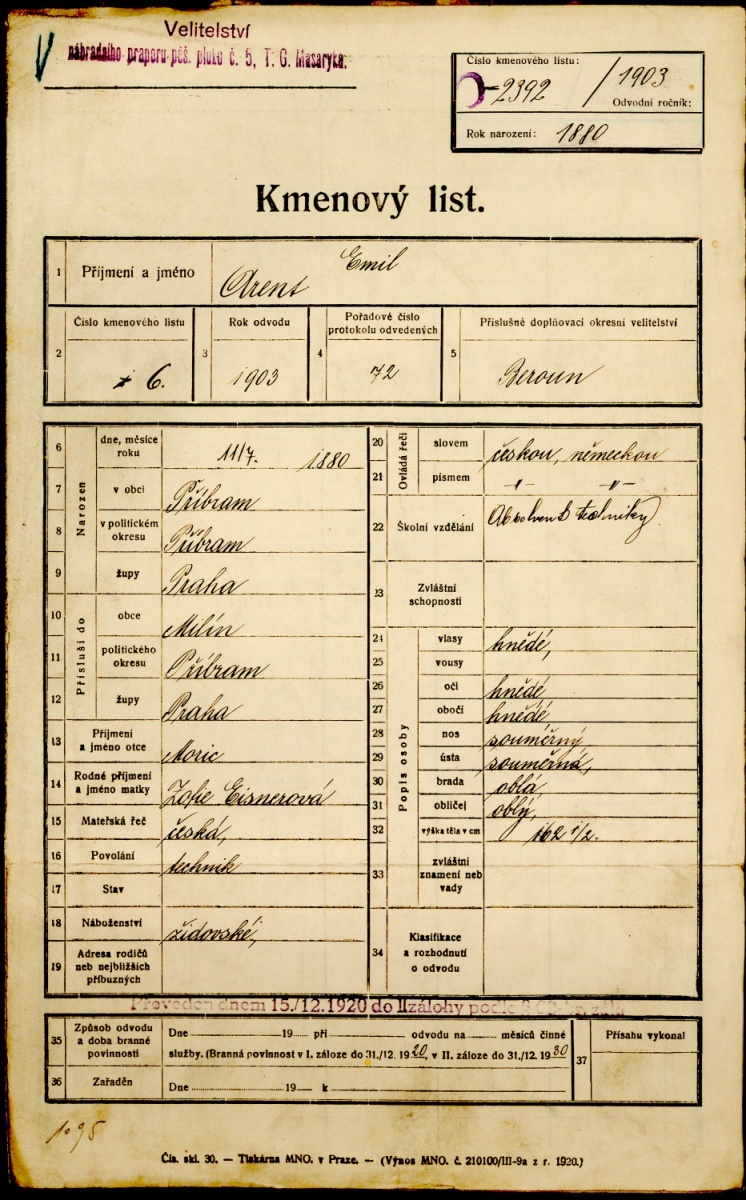 Velitelství
náhradního praporu pěš. pluku č. 5, T. G. Masaryka.
Číslo kmenového listu:
2392 / 1903
Odvodní ročník:
Rok narození: 1880
Kmenový list.
1 Příjmení a jméno Arent Emil
2 Číslo kmenového listu 6.
3 Rok odvodu 1903
4 Pořadové číslo protokolu odvedených 72
5 Příslušné doplňovací okresní velitelství Beroun
Narozen
6 dne, měsíce roku 11/7. 1880
7 v obci Příbram
8 v politickém okresu Příbram
9 župy Praha
Přísluší do
10 obce Milín
11 politického okresu Příbram
12 župy Praha
13 Příjmení a jméno otce Moric
14 Rodné příjmení a jméno matky Zofie Eisnerová
15 Mateřská řeč česká,
16 Povolání technik
17 Stav
18 Náboženství židovské,
19 Adresa rodičů neb nejbližších příbuzných
Ovládá řeči
20 slovem českou, německou
21 písmem -"- -"-
22 Školní vzdělání Absolvent techniky
23 Zvláštní schopnosti
Popis osoby
24 vlasy hnědé,
25 vousy
26 oči hnědé
27 obočí hnědé
28 nos souměrný
29 ústa souměrná,
30 brada oblá
31 obličej oblý,
32 výška těla v cm 162 1/2.
33 zvláštní znamení neb vady
34 Klasifikace a rozhodnutí o odvodu
Převeden dnem 15./12.1920 do II.zálohy podle §
35 Způsob odvodu a doba branné povinnosti
Dne 19 při odvodu na měsíců činné
služby. (Branná povinnost v I. záloze do 31./12. 1920, v II. záloze do 31./12. 1930
36 Zařaděn Dne 19 k
37 Přísahu vykonal
1095
Čís. skl. 30. — Tiskárna MNO. v Praze. — (Výnos MNO. č. 210100/III-9a z r. 1920.)